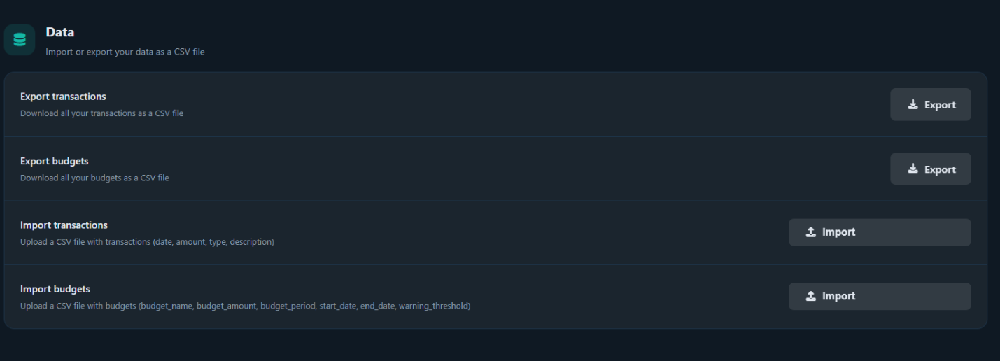 Data
Import or export your data as a CSV file
Export transactions
Download all your transactions as a CSV file
Export
Export budgets
Download all your budgets as a CSV file
Export
Import transactions
Upload a CSV file with transactions (date, amount, type, description)
Import
Import budgets
Upload a CSV file with budgets (budget_name, budget_amount, budget_period, start_date, end_date, warning_threshold)
Import